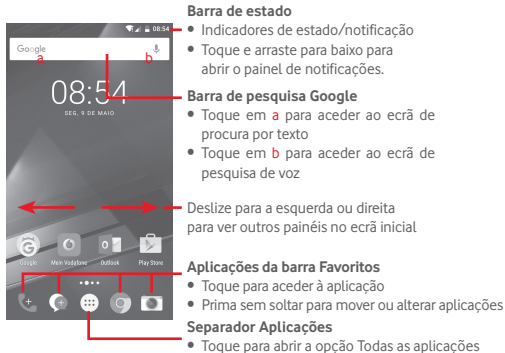 08:54
Google
a
b
08:54
SEG, 9 DE MAIO
Google
Mein Vodafone
Outlook
Play Store
Barra de estado
• Indicadores de estado/notificação
• Toque e arraste para baixo para
abrir o painel de notificações.
Barra de pesquisa Google
• Toque em a para aceder ao ecrã de
procura por texto
• Toque em b para aceder ao ecrã de
pesquisa de voz
Deslize para a esquerda ou direita
para ver outros painéis no ecrã inicial
Aplicações da barra Favoritos
• Toque para aceder à aplicação
• Prima sem soltar para mover ou alterar aplicações
Separador Aplicações
• Toque para abrir a opção Todas as aplicações